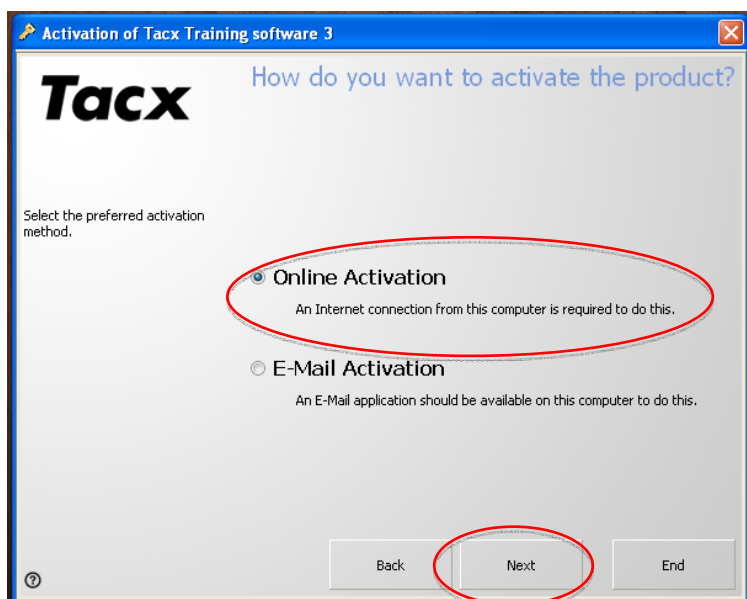 Activation of Tacx Training software 3
Tacx
How do you want to activate the product?
Select the preferred activation
method.
Online Activation
An Internet connection from this computer is required to do this.
E-Mail Activation
An E-Mail application should be available on this computer to do this.
Back
Next
End
?